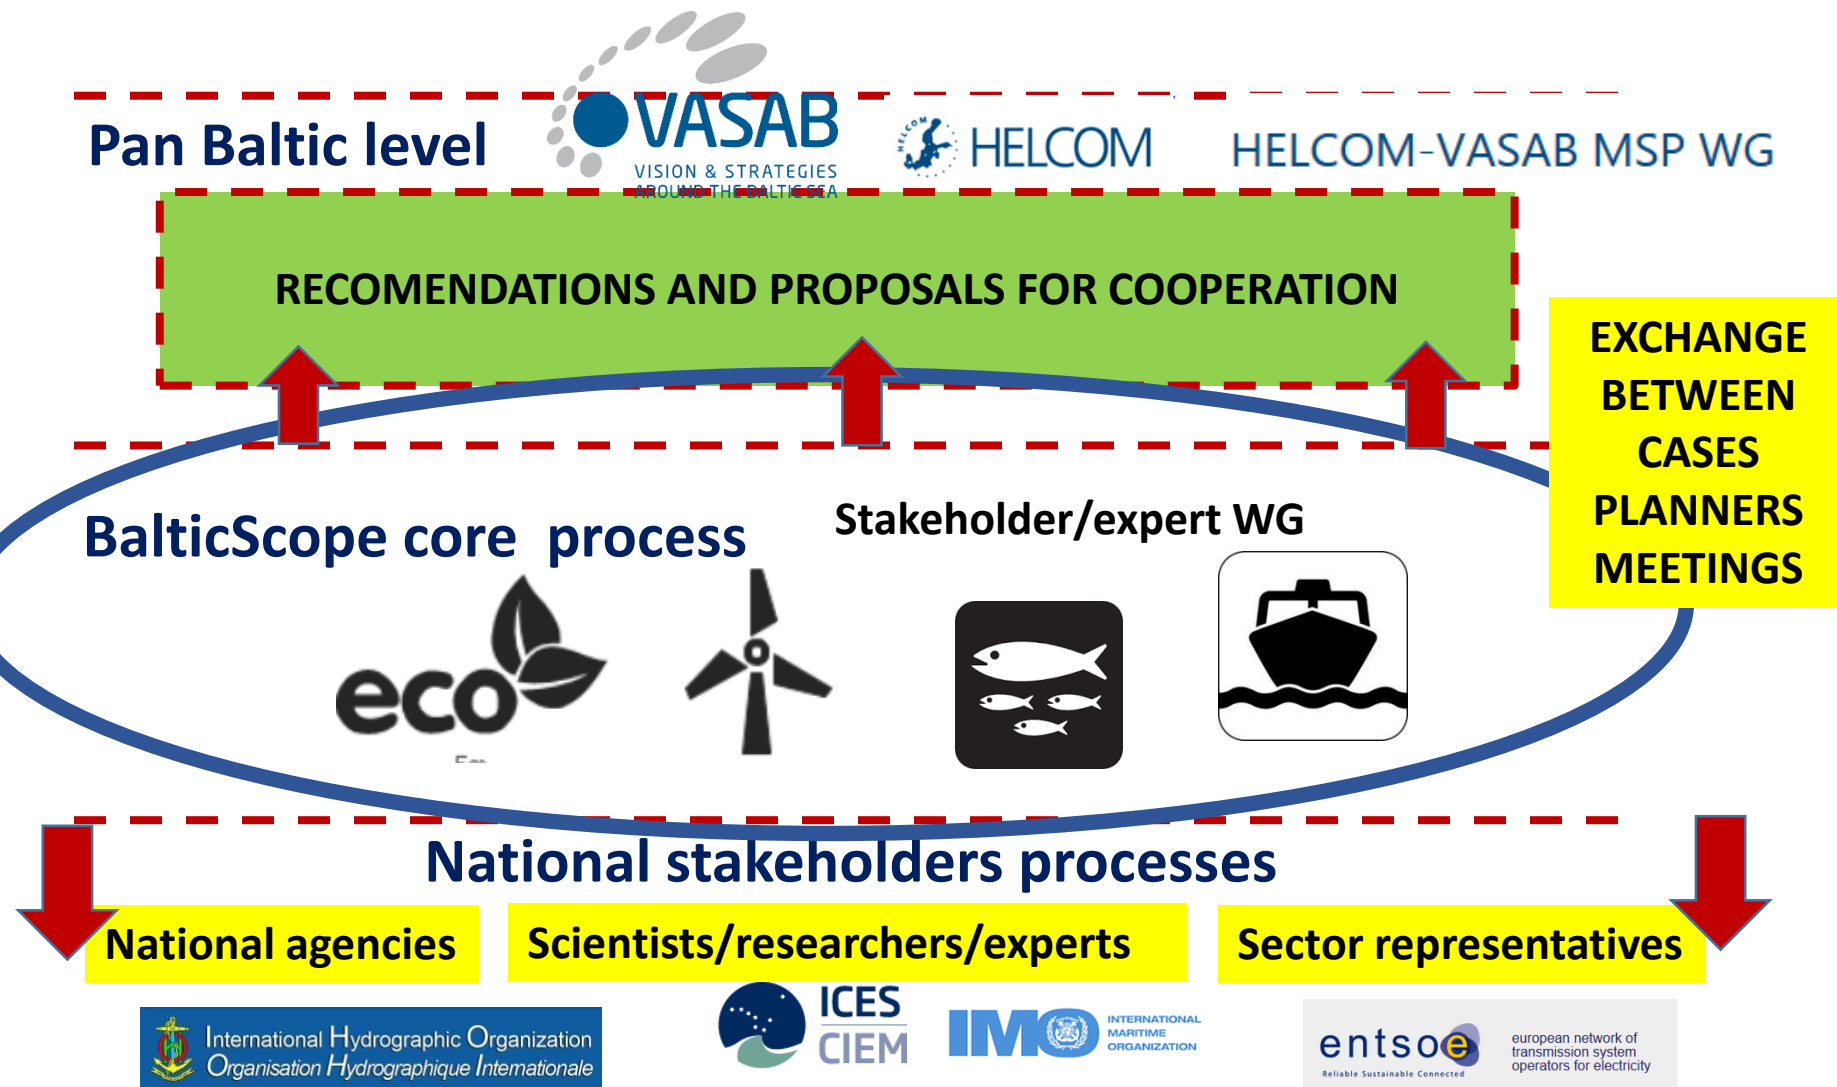 Pan Baltic level
VASAB
VISION & STRATEGIES
AROUND THE BALTIC SEA
HELCOM
HELCOM
HELCOM-VASAB MSP WG
RECOMENDATIONS AND PROPOSALS FOR COOPERATION
EXCHANGE
BETWEEN
CASES
PLANNERS
MEETINGS
BalticScope core process
Stakeholder/expert WG
eco
National stakeholders processes
National agencies
Scientists/researchers/experts
Sector representatives
International Hydrographic Organization
Organisation Hydrographique Internationale
ICES
CIEM
IMO
INTERNATIONAL
MARITIME
ORGANIZATION
entsoe
Reliable Sustainable Connected
european network of
transmission system
operators for electricity